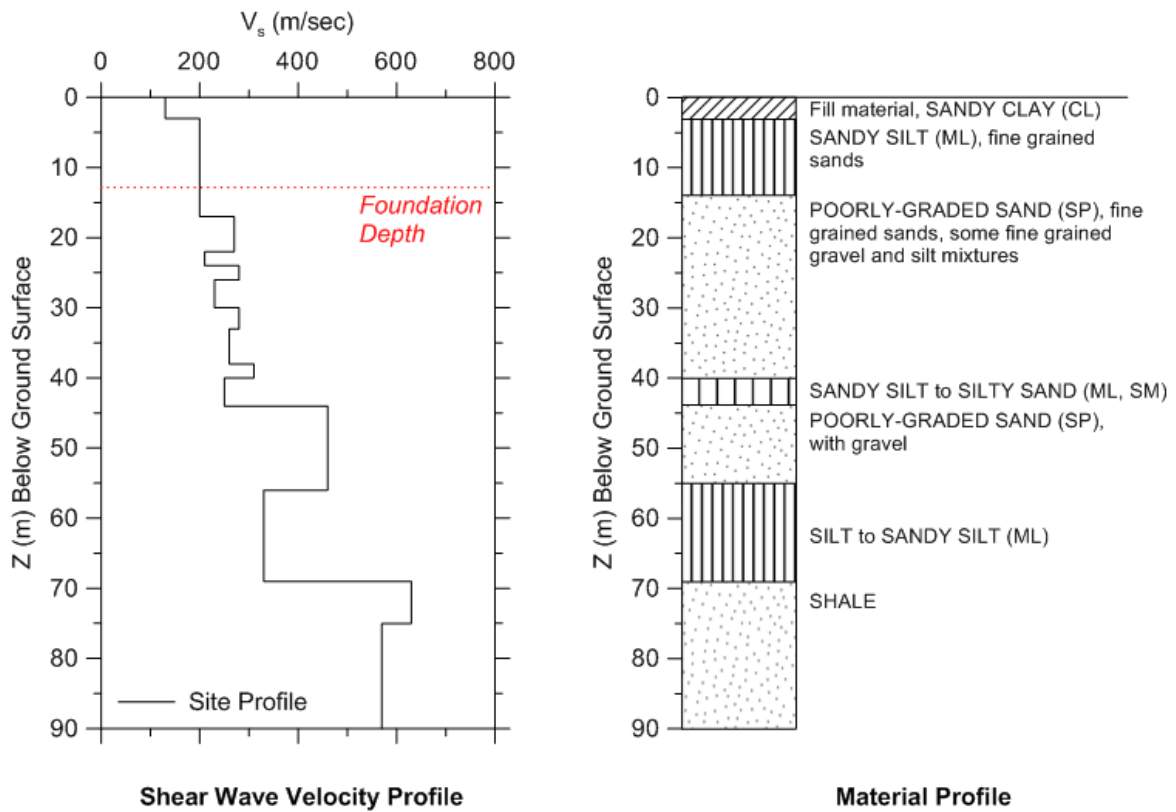 V_s (m/sec)
0 200 400 600 800
0
10
20
30
40
50
60
70
80
90
Z (m) Below Ground Surface
Foundation
Depth
Site Profile
Shear Wave Velocity Profile
0
10
20
30
40
50
60
70
80
90
Z (m) Below Ground Surface
Fill material, SANDY CLAY (CL)
SANDY SILT (ML), fine grained
sands
POORLY-GRADED SAND (SP), fine
grained sands, some fine grained
gravel and silt mixtures
SANDY SILT to SILTY SAND (ML, SM)
POORLY-GRADED SAND (SP),
with gravel
SILT to SANDY SILT (ML)
SHALE
Material Profile